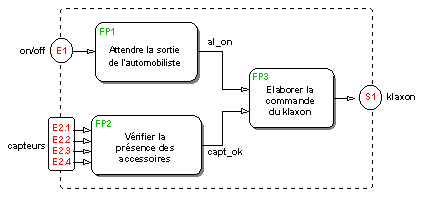 FP1
Attendre la sortie
de l'automobiliste
on/off
E1
al_on
FP3
Elaborer la
commande
du klaxon
S1
klaxon
capteurs
E2.1
E2.2
E2.3
E2.4
FP2
Vérifier la
présence des
accessoires
capt_ok